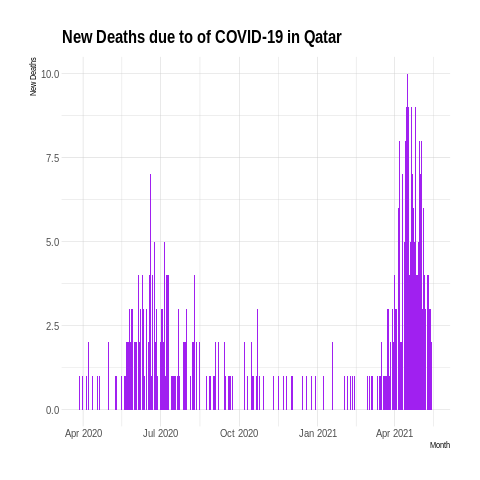 New Deaths due to of COVID-19 in Qatar
New Deaths
10.0
7.5
5.0
2.5
0.0
Apr 2020 Jul 2020 Oct 2020 Jan 2021 Apr 2021
Month